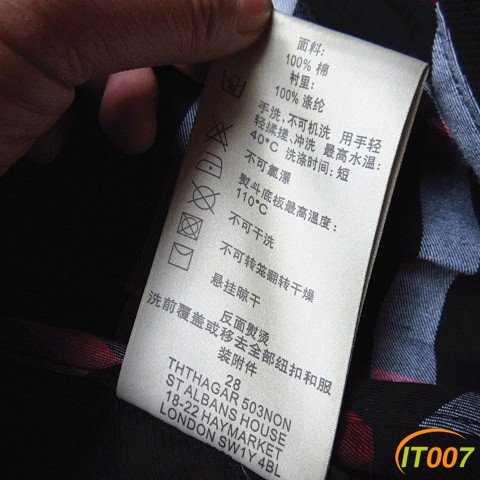 面料:
100% 棉
衬里:
100% 涤纶
手洗,不可机洗 用手轻
轻揉搓、冲洗 最高水温:
40°C 洗涤时间: 短
不可氯漂
熨斗底板最高温度:
110°C
不可干洗
不可转笼翻转干燥
悬挂晾干
反面熨烫
洗前覆盖或移去全部纽扣和服
装附件
28
THTHAGAR 503NON
ST ALBANS HOUSE
18-22 HAYMARKET
LONDON SW1Y 4BL
IT007